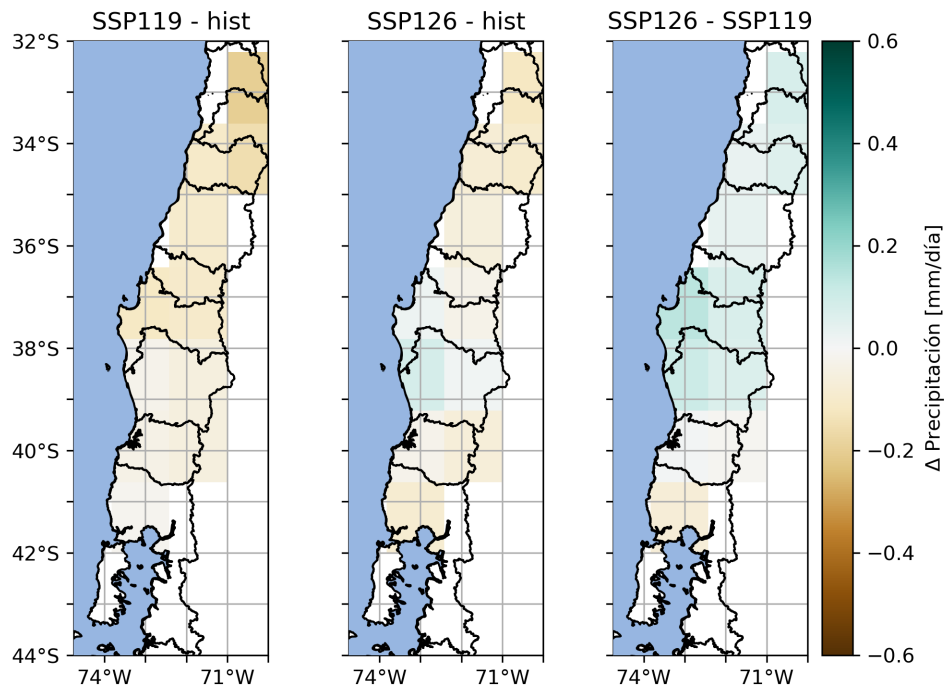 SSP119 - hist
SSP126 - hist
SSP126 - SSP119
32°S
34°S
36°S
38°S
40°S
42°S
44°S
74°W
71°W
74°W
71°W
74°W
71°W
0.6
0.4
0.2
0.0
−0.2
−0.4
−0.6
Δ Precipitación [mm/día]